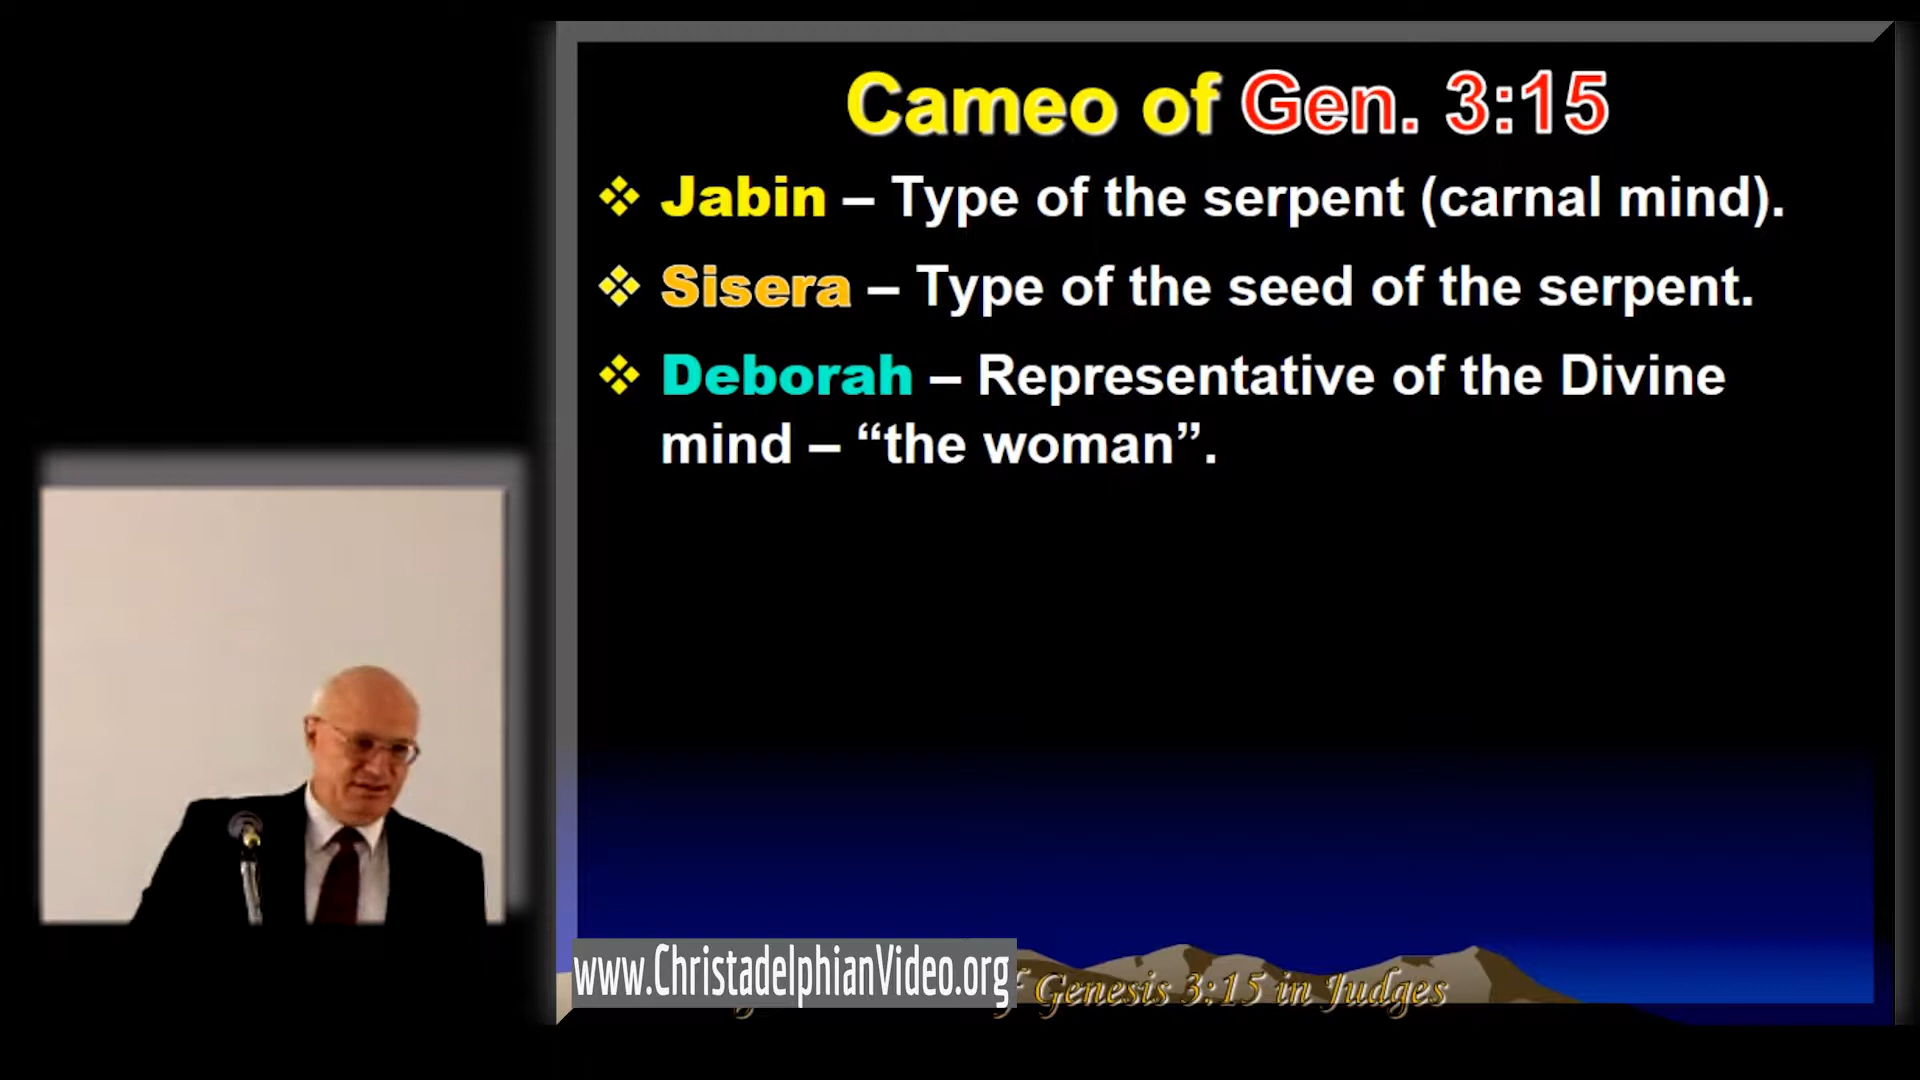 Cameo of Gen. 3:15
❖ Jabin – Type of the serpent (carnal mind).
❖ Sisera – Type of the seed of the serpent.
❖ Deborah – Representative of the Divine
mind – “the woman”.
www.ChristadelphianVideo.org
Genesis 3:15 in Judges